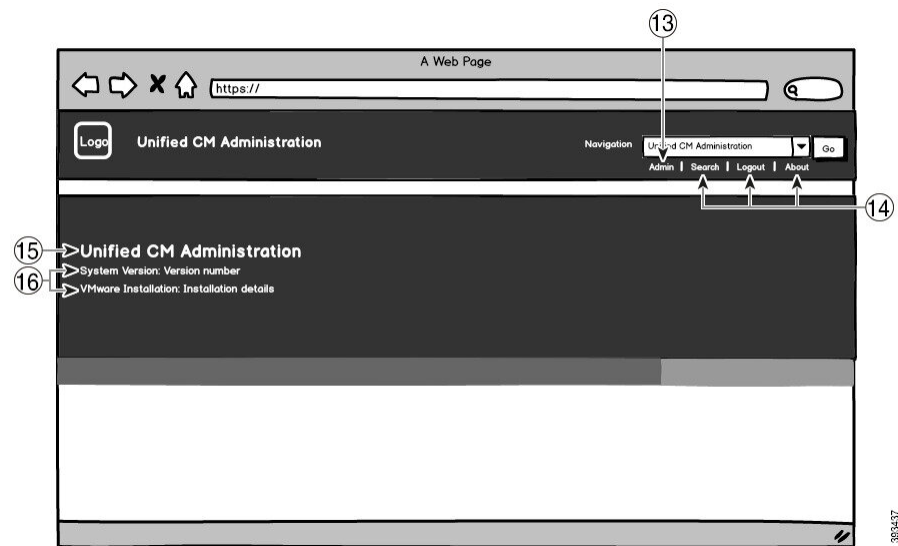 13
A Web Page
https://
Logo
Unified CM Administration
Navigation
Unified CM Administration
Go
Admin | Search | Logout | About
14
15
Unified CM Administration
16
System Version: Version number
VMware Installation: Installation details
393437